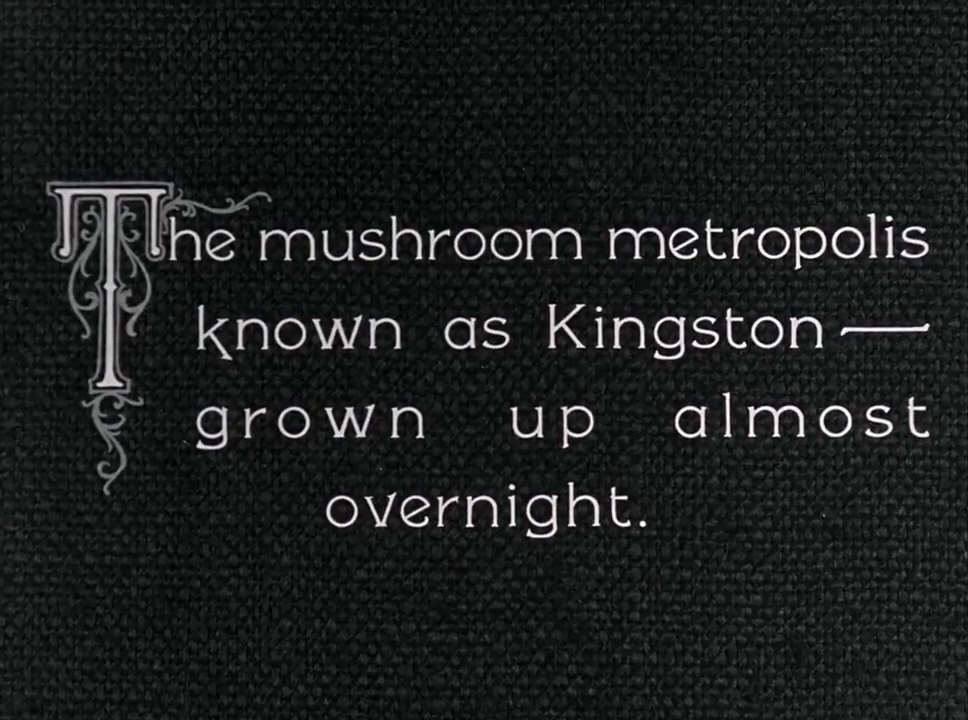 The mushroom metropolis
known as Kingston —
grown up almost
overnight.